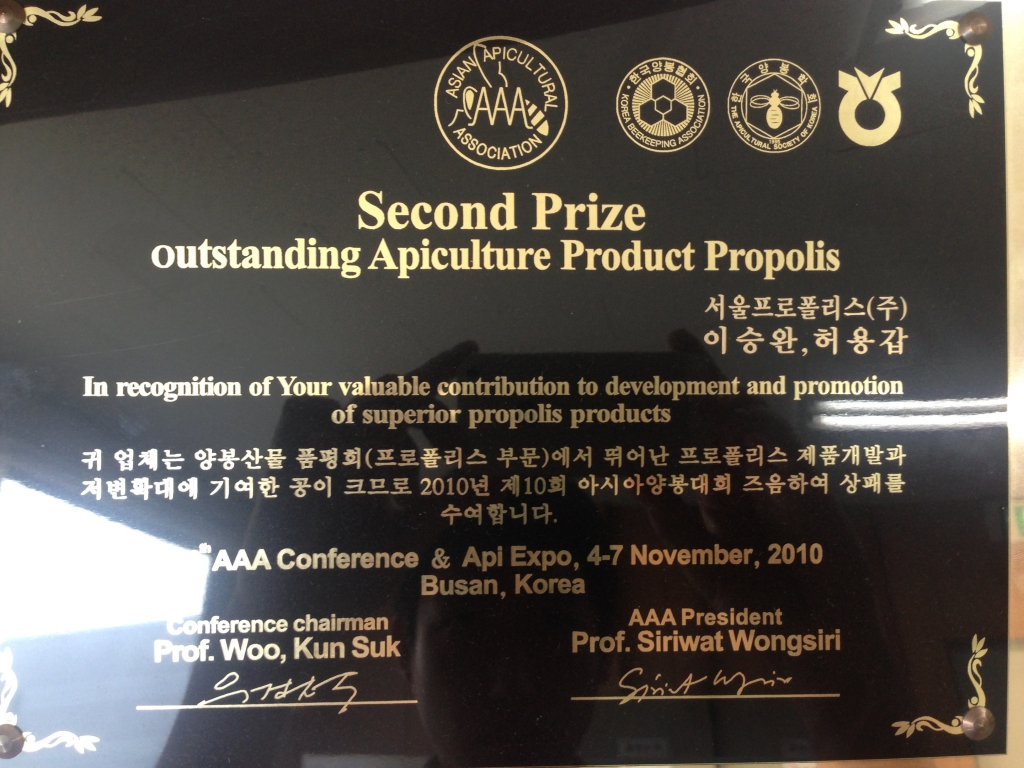 ASIAN APICULTURAL
AAA
ASSOCIATION
한국양봉협회
KOREA BEEKEEPING ASSOCIATION
한국양봉학회
THE APICULTURAL SOCIETY OF KOREA
Second Prize
outstanding Apiculture Product Propolis
서울프로폴리스(주)
이승완,허용갑
In recognition of Your valuable contribution to development and promotion
of superior propolis products
귀 업체는 양봉산물 품평회(프로폴리스 부문)에서 뛰어난 프로폴리스 제품개발과
저변확대에 기여한 공이 크므로 2010년 제10회 아시아양봉대회 즈음하여 상패를
수여합니다.
th AAA Conference & Api Expo, 4-7 November, 2010
Busan, Korea
Conference chairman
Prof. Woo, Kun Suk
AAA President
Prof. Siriwat Wongsiri